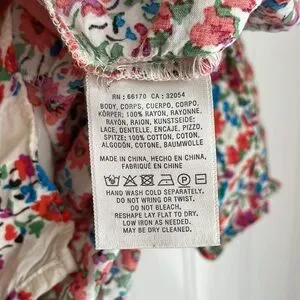 RN : 66170 CA : 32054
BODY, CORPS, CUERPO, CORPO,
KÖRPER; 100% RAYON, RAYONNE,
RAYÓN, RAION, KUNSTSEIDE:
LACE, DENTELLE, ENCAJE, PIZZO,
SPITZE: 100% COTTON, COTON,
ALGODÓN, COTONE, BAUMWOLLE
MADE IN CHINA, HECHO EN CHINA,
FABRIQUÉ EN CHINE
HAND WASH COLD SEPARATELY.
DO NOT WRING OR TWIST.
DO NOT BLEACH.
RESHAPE LAY FLAT TO DRY.
LOW IRON AS NEEDED.
MAY BE DRY CLEANED.